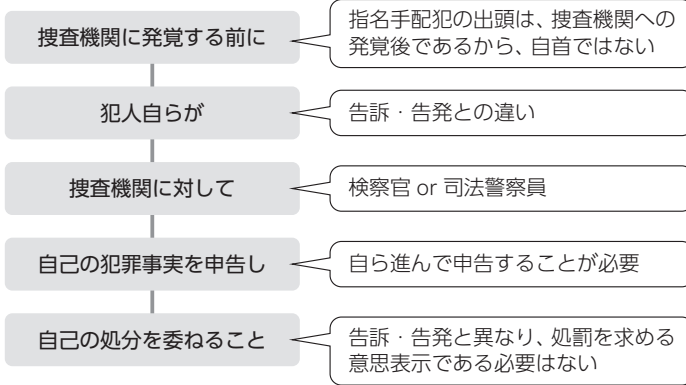 捜査機関に発覚する前に
指名手配犯の出頭は、捜査機関への
発覚後であるから、自首ではない
犯人自らが
告訴・告発との違い
捜査機関に対して
検察官 or 司法警察員
自己の犯罪事実を申告し
自ら進んで申告することが必要
自己の処分を委ねること
告訴・告発と異なり、処罰を求める
意思表示である必要はない